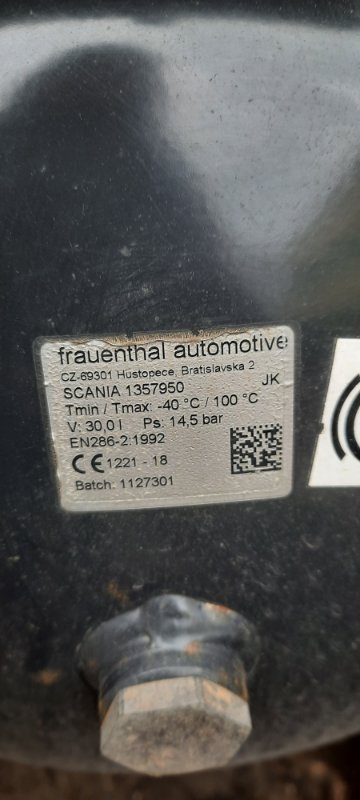 frauenthal automotive
CZ-69301 Hustopece, Bratislavska 2
SCANIA 1357950 JK
Tmin / Tmax: -40 °C / 100 °C
V: 30,0 l Ps: 14,5 bar
EN286-2:1992
CE 1221 - 18
Batch: 1127301